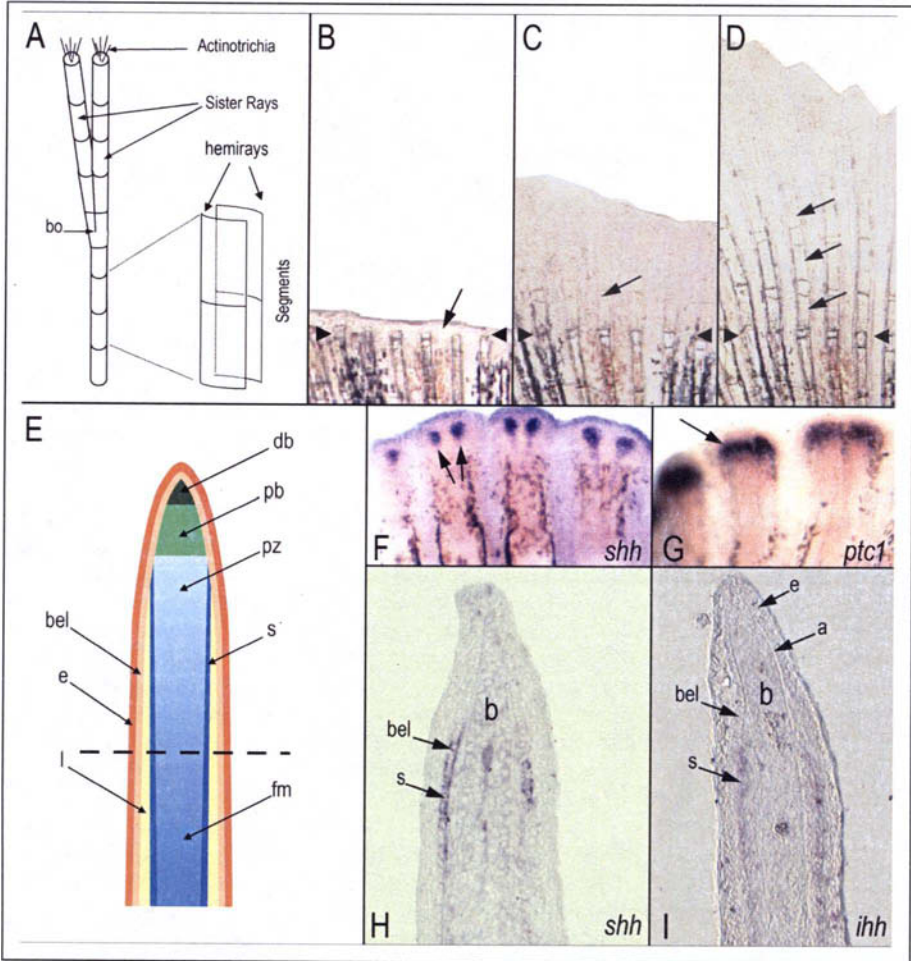 A
Actinotrichia
Sister Rays
hemirays
bo
Segments
B
C
D
E
db
pb
pz
bel
s
e
l
fm
F
shh
G
ptc1
H
b
bel
s
shh
I
e
a
b
bel
s
ihh